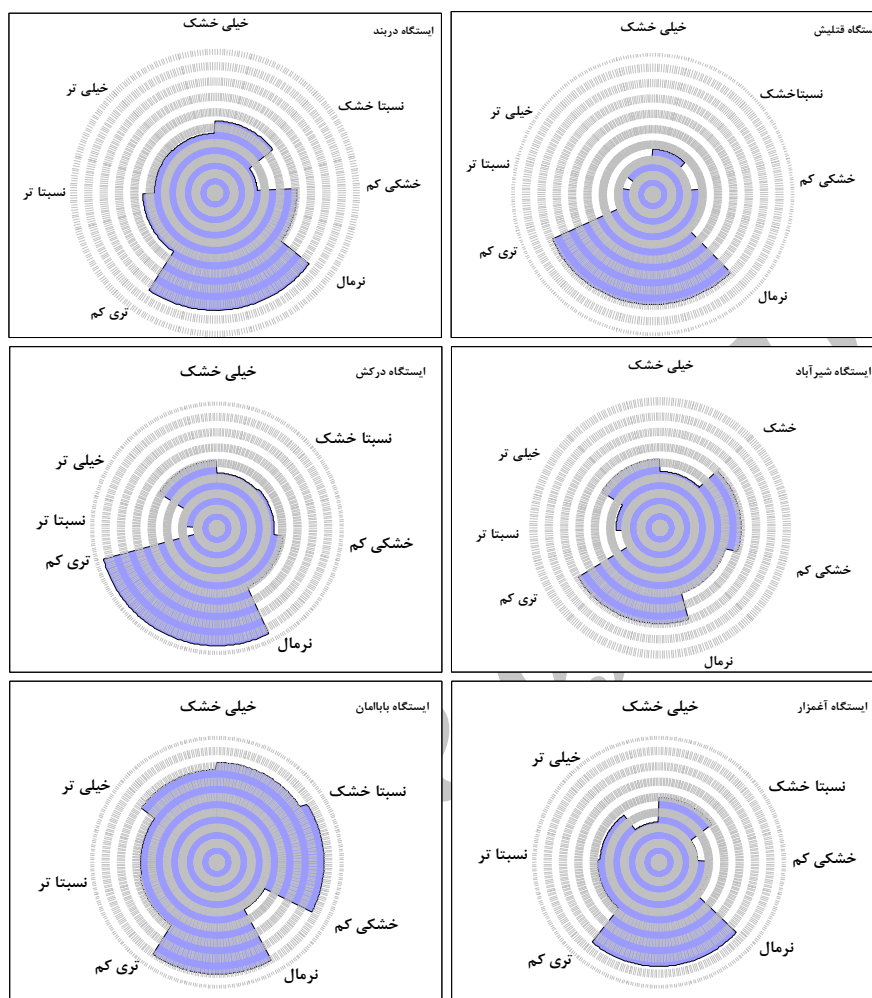 ستگاه قتلیش
خیلی خشک
نسبتاخشک
خیلی تر
نسبتا تر
خشکی کم
تری کم
نرمال
ایستگاه دربند
خیلی خشک
نسبتا خشک
خیلی تر
خشکی کم
نسبتا تر
نرمال
تری کم
ایستگاه شیرآباد
خیلی خشک
خشک
خیلی تر
نسبتا تر
خشکی کم
تری کم
نرمال
ایستگاه درکش
خیلی خشک
نسبتا خشک
خیلی تر
نسبتا تر
خشکی کم
تری کم
نرمال
ایستگاه آغمزار
خیلی خشک
خیلی تر
نسبتا خشک
نسبتا تر
خشکی کم
نرمال
تری کم
ایستگاه باباامان
خیلی خشک
نسبتا خشک
خیلی تر
نسبتا تر
خشکی کم
تری کم
نرمال